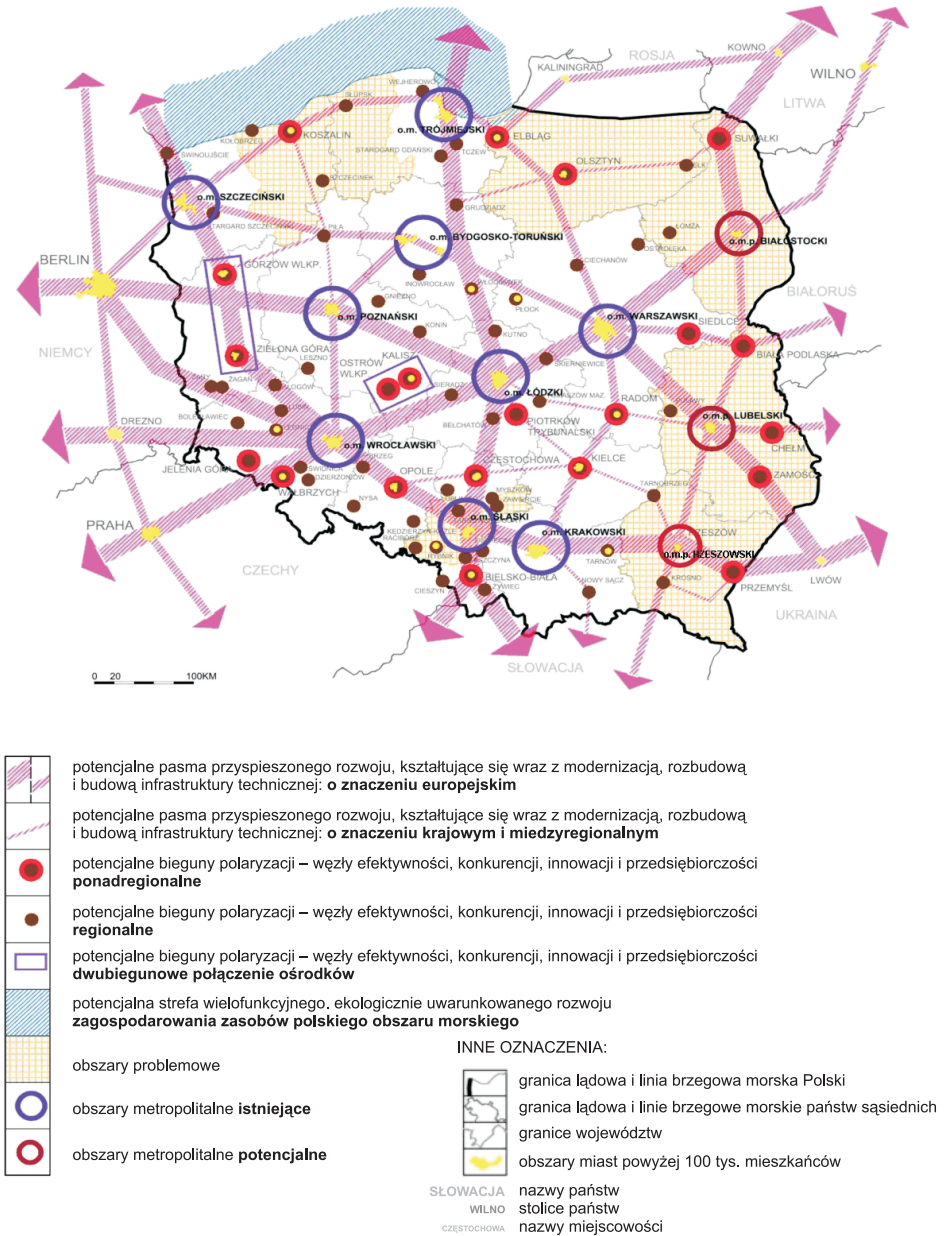 ROSJA
KOWNO
KALININGRAD
WILNO
LITWA
WEJHEROWO
SŁUPSK
o.m. TRÓJMIEJSKI
KOSZALIN
KOŁOBRZEG
ELBLĄG
SUWAŁKI
STAROGARD GDAŃSKI
TCZEW
ŚWINOUJŚCIE
OLSZTYN
EŁK
SZCZECINEK
o.m. SZCZECIŃSKI
GRUDZIĄDZ
STARGARD SZCZECIŃSKI
PIŁA
o.m. BYDGOSKO-TORUŃSKI
ŁOMŻA
o.m.p. BIAŁOSTOCKI
OSTROŁĘKA
BERLIN
GORZÓW WLKP.
CIECHANÓW
INOWROCŁAW
WŁOCŁAWEK
BIAŁORUŚ
GNIEZNO
PŁOCK
o.m. POZNAŃSKI
o.m. WARSZAWSKI
SIEDLCE
KONIN
KUTNO
NIEMCY
ZIELONA GÓRA
BIAŁA PODLASKA
LESZNO
OSTRÓW
WLKP
KALISZ
SKIERNIEWICE
ŻARY
ŻAGAŃ
GŁOGÓW
SIERADZ
o.m. ŁÓDZKI
RADOM
PUŁAWY
BOLESŁAWIEC
BEŁCHATÓW
PIOTRKÓW
TRYBUNALSKI
o.m.p. LUBELSKI
DREZNO
o.m. WROCŁAWSKI
CHEŁM
BRZEG
JELENIA GÓRA
ŚWIDNICA
DZIERŻONIÓW
OPOLE
CZĘSTOCHOWA
KIELCE
ZAMOŚĆ
WAŁBRZYCH
NYSA
MYSZKÓW
ZAWIERCIE
TARNOBRZEG
PRAHA
o.m. ŚLĄSKI
o.m. KRAKOWSKI
RZESZÓW
KĘDZIERZYN-KOŹLE
RACIBÓRZ
RYBNIK
o.m.p. RZESZOWSKI
PSZCZYNA
TARNÓW
LWÓW
CZECHY
CIESZYN
BIELSKO-BIAŁA
ŻYWIEC
NOWY SĄCZ
KROSNO
PRZEMYŚL
UKRAINA
SŁOWACJA
0 20 100KM
potencjalne pasma przyspieszonego rozwoju, kształtujące się wraz z modernizacją, rozbudową
i budową infrastruktury technicznej: o znaczeniu europejskim
potencjalne pasma przyspieszonego rozwoju, kształtujące się wraz z modernizacją, rozbudową
i budową infrastruktury technicznej: o znaczeniu krajowym i miedzyregionalnym
potencjalne bieguny polaryzacji – węzły efektywności, konkurencji, innowacji i przedsiębiorczości
ponadregionalne
potencjalne bieguny polaryzacji – węzły efektywności, konkurencji, innowacji i przedsiębiorczości
regionalne
potencjalne bieguny polaryzacji – węzły efektywności, konkurencji, innowacji i przedsiębiorczości
dwubiegunowe połączenie ośrodków
potencjalna strefa wielofunkcyjnego. ekologicznie uwarunkowanego rozwoju
zagospodarowania zasobów polskiego obszaru morskiego
obszary problemowe
obszary metropolitalne istniejące
obszary metropolitalne potencjalne
INNE OZNACZENIA:
granica lądowa i linia brzegowa morska Polski
granica lądowa i linie brzegowe morskie państw sąsiednich
granice województw
obszary miast powyżej 100 tys. mieszkańców
SŁOWACJA nazwy państw
WILNO stolice państw
CZĘSTOCHOWA nazwy miejscowości